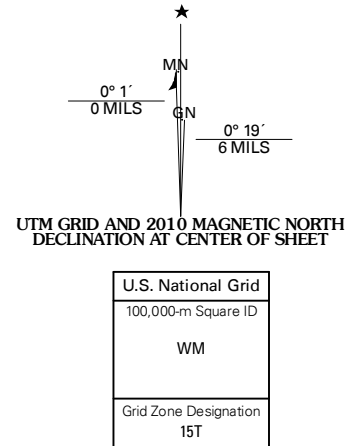 ★
MN
0° 1´
0 MILS
GN
0° 19´
6 MILS
UTM GRID AND 2010 MAGNETIC NORTH
DECLINATION AT CENTER OF SHEET
U.S. National Grid
100,000-m Square ID
WM
Grid Zone Designation
15T